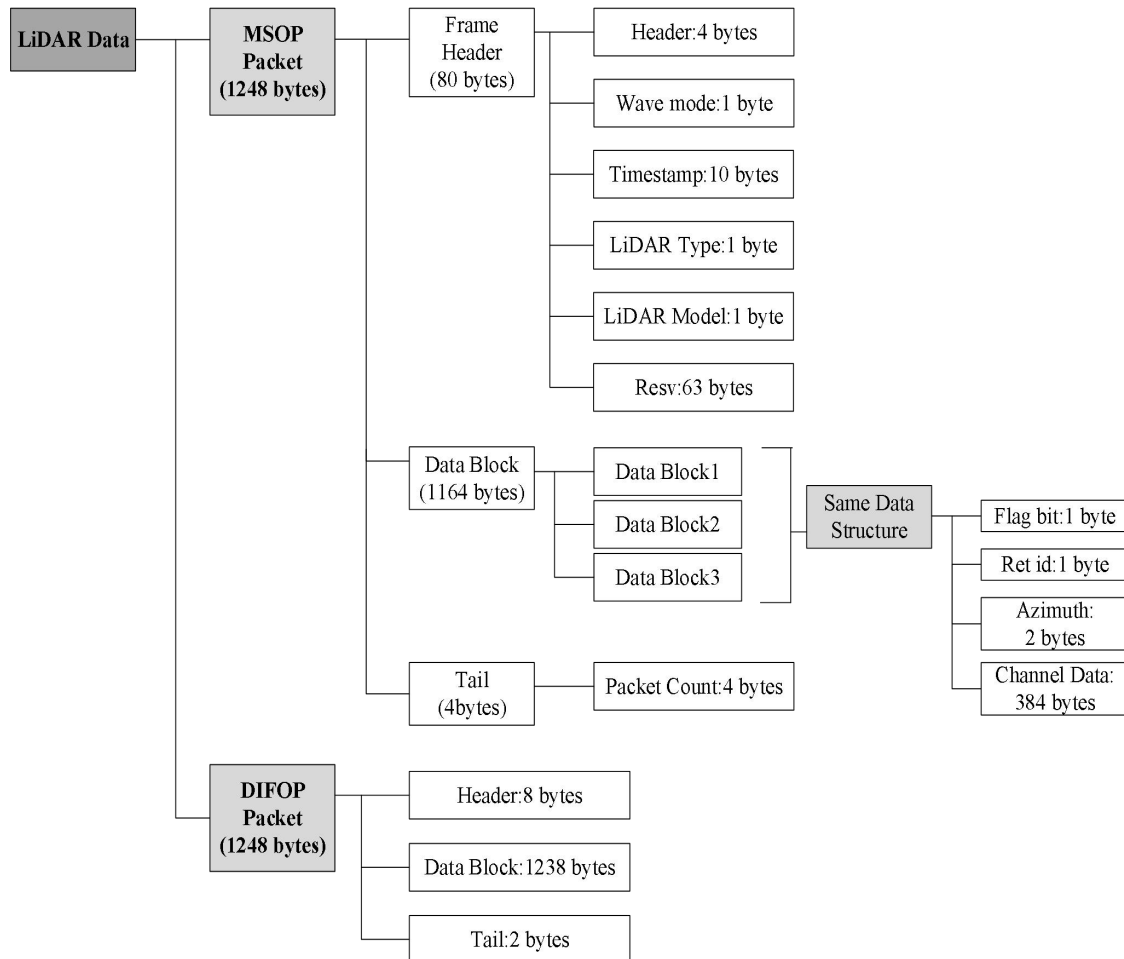 LiDAR Data
MSOP
Packet
(1248 bytes)
Frame
Header
(80 bytes)
Header:4 bytes
Wave mode:1 byte
Timestamp:10 bytes
LiDAR Type:1 byte
LiDAR Model:1 byte
Resv:63 bytes
Data Block
(1164 bytes)
Data Block1
Data Block2
Data Block3
Same Data
Structure
Flag bit:1 byte
Ret id:1 byte
Azimuth:
2 bytes
Channel Data:
384 bytes
Tail
(4bytes)
Packet Count:4 bytes
DIFOP
Packet
(1248 bytes)
Header:8 bytes
Data Block:1238 bytes
Tail:2 bytes